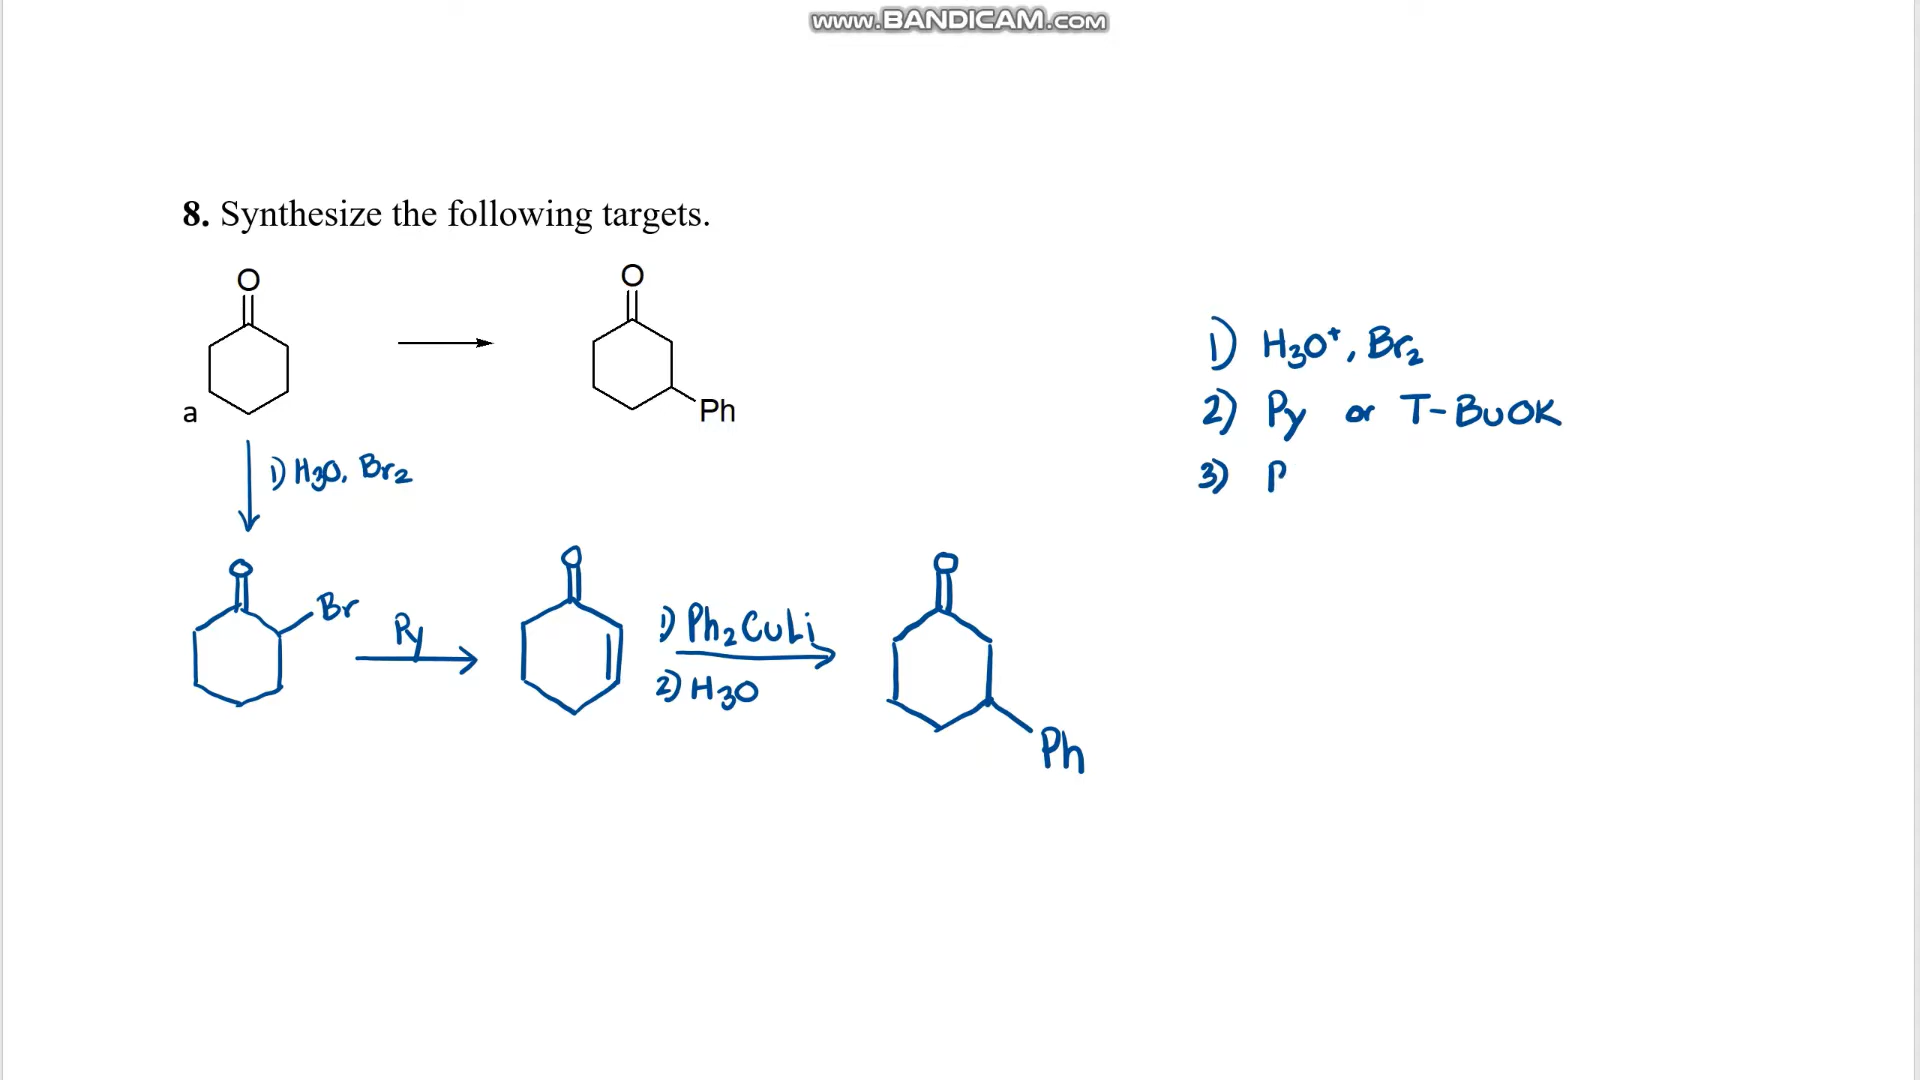 www.BANDICAM.com
8. Synthesize the following targets.
O
O
Ph
a
1) H3O, Br2
O
Br
Py
O
1) Ph2CuLi
2) H3O
O
Ph
1) H3O+, Br2
2) Py or T-BuOK
3) P